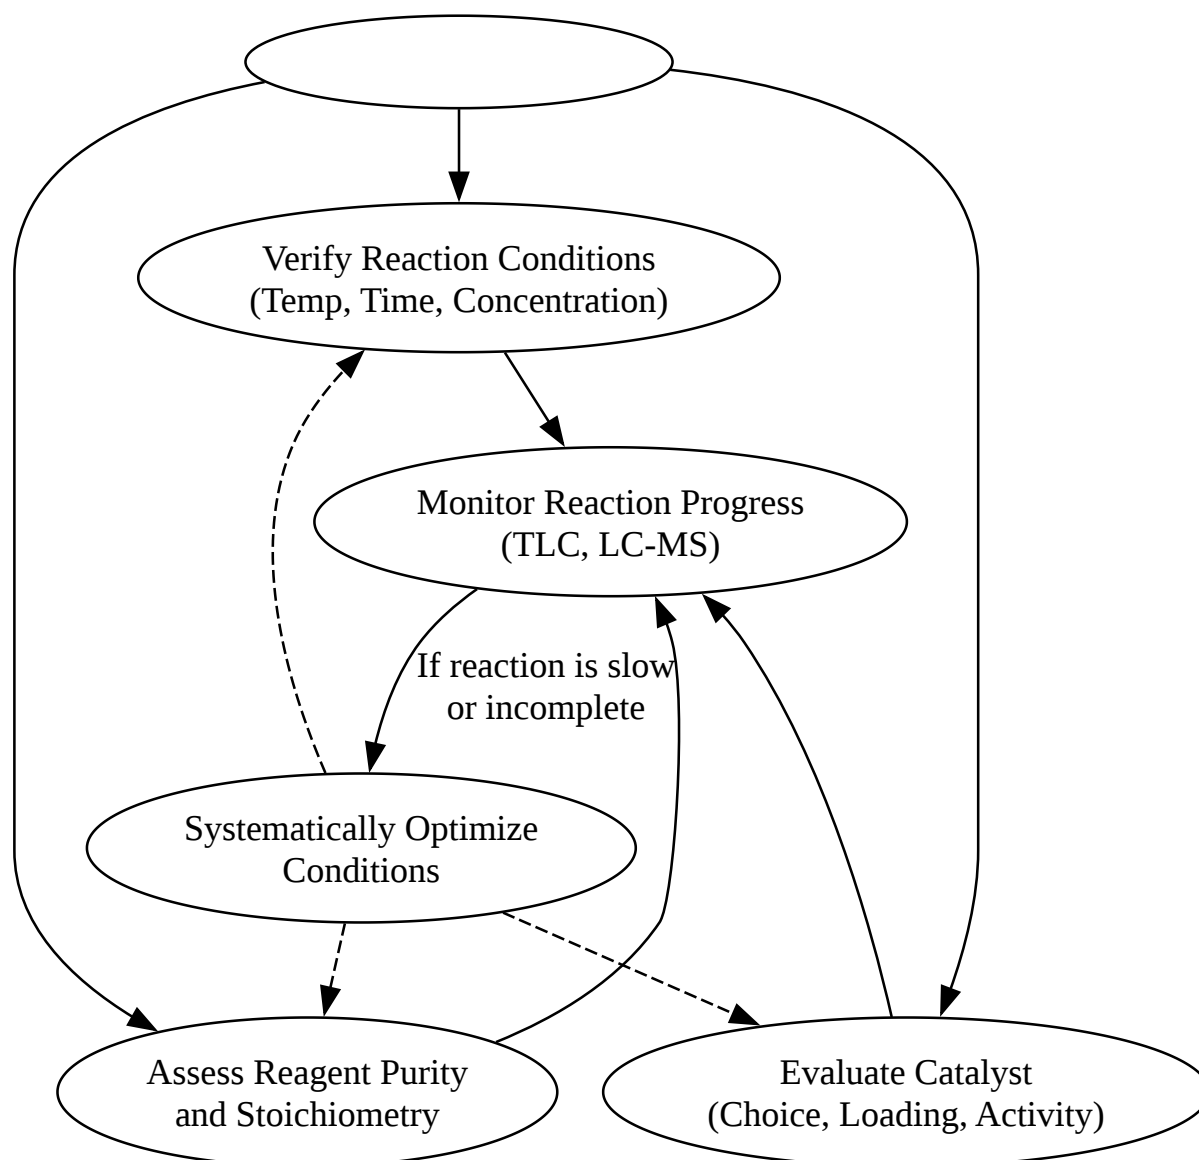 Verify Reaction Conditions
(Temp, Time, Concentration)
Monitor Reaction Progress
(TLC, LC-MS)
If reaction is slow
or incomplete
Systematically Optimize
Conditions
Assess Reagent Purity
and Stoichiometry
Evaluate Catalyst
(Choice, Loading, Activity)